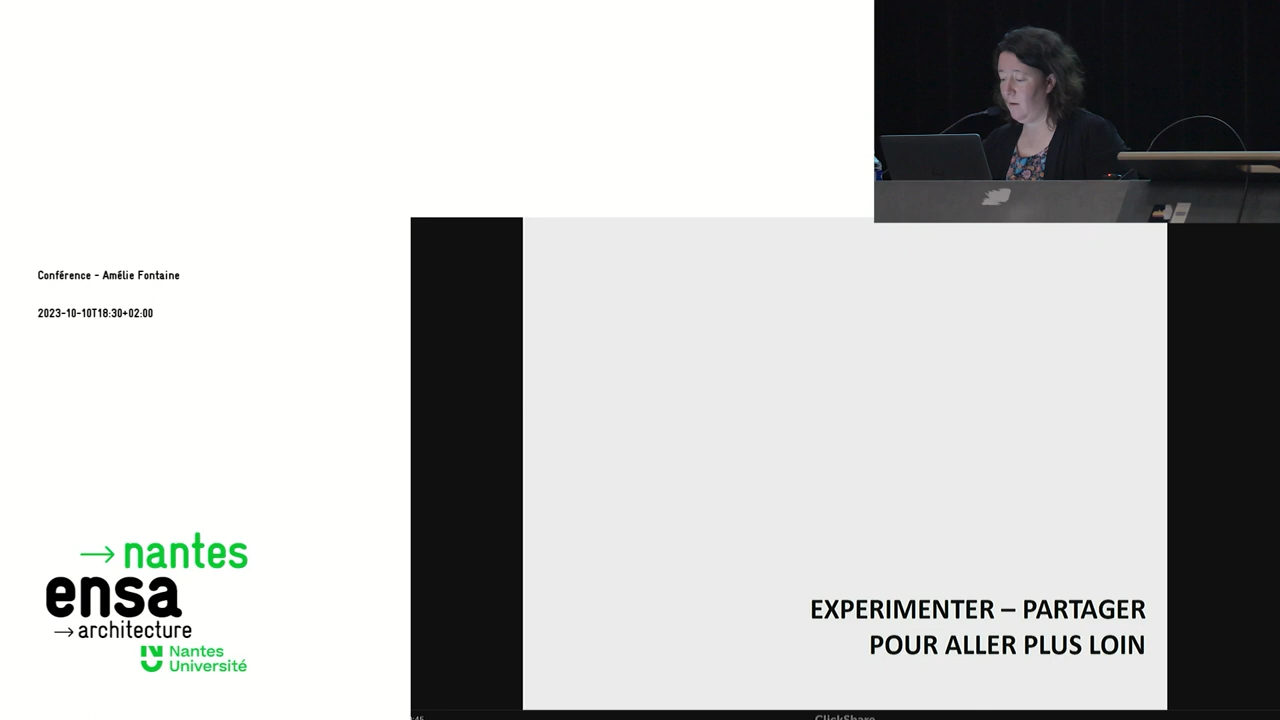 Conférence - Amélie Fontaine
2023-10-10T18:30+02:00
→nantes
ensa
→architecture
Nantes
Université
EXPERIMENTER – PARTAGER
POUR ALLER PLUS LOIN
ClickShare